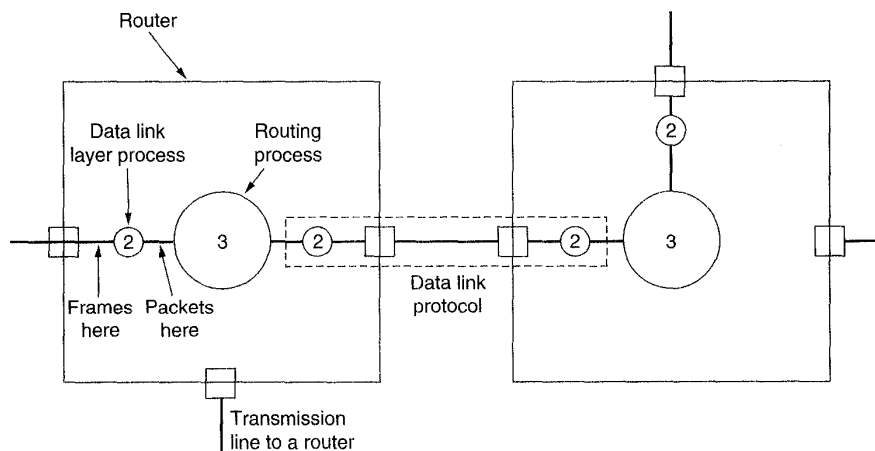 Router
Data link
layer process
Routing
process
2
2
3
2
2
3
Frames
here
Packets
here
Data link
protocol
Transmission
line to a router